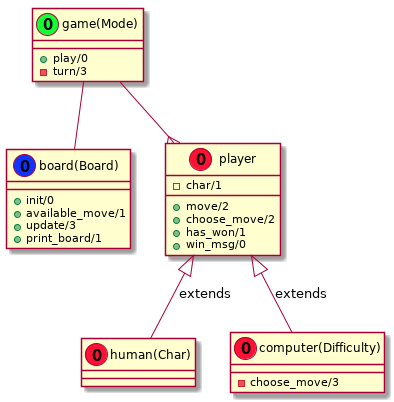 O game(Mode)
play/0
turn/3
O board(Board)
init/0
available_move/1
update/3
print_board/1
O player
char/1
move/2
choose_move/2
has_won/1
win_msg/0
extends
extends
O human(Char)
O computer(Difficulty)
choose_move/3